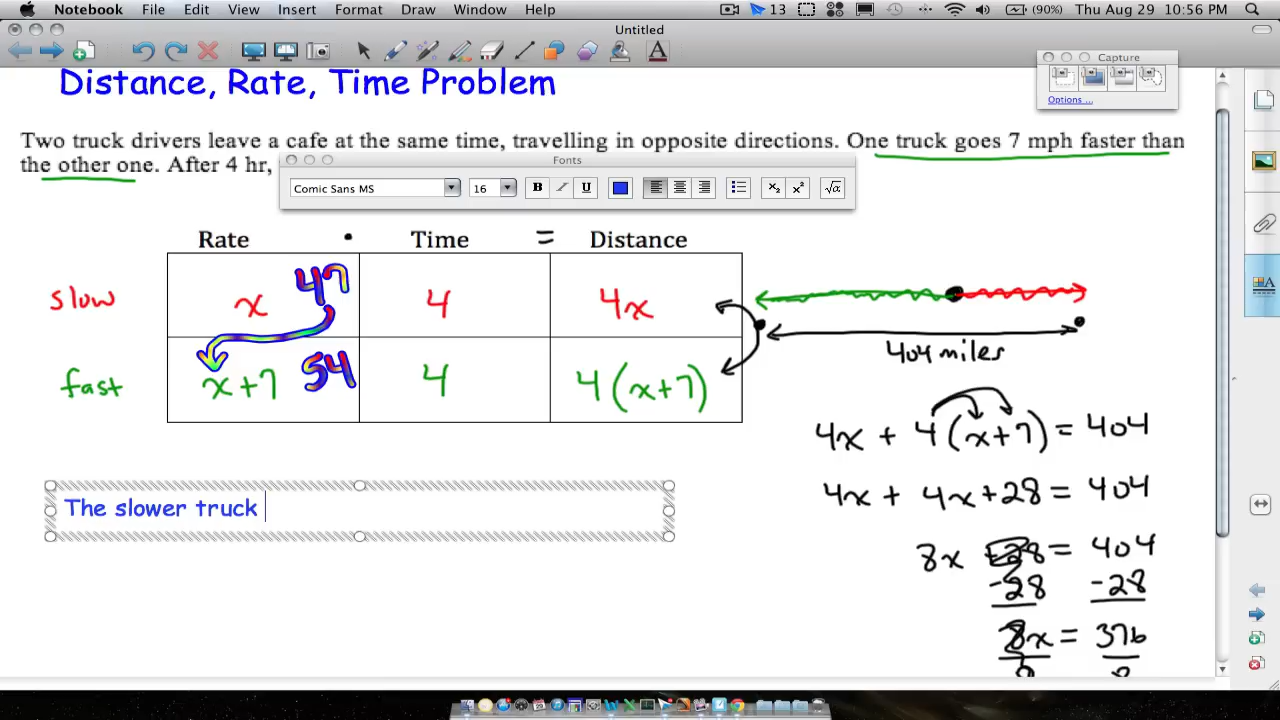 Notebook File Edit View Insert Format Draw Window Help 13 (90%) Thu Aug 29 10:56 PM
Untitled
Capture
Options ...
Distance, Rate, Time Problem
Two truck drivers leave a cafe at the same time, travelling in opposite directions. One truck goes 7 mph faster than
the other one. After 4 hr,
Fonts
Comic Sans MS 16 B I U x₂ x² √α
Rate • Time = Distance
slow x 47 4 4x
404 miles
fast x+7 54 4 4(x+7)
4x + 4(x+7) = 404
4x + 4x+28 = 404
The slower truck
8x +28 = 404
-28 -28
8x = 376